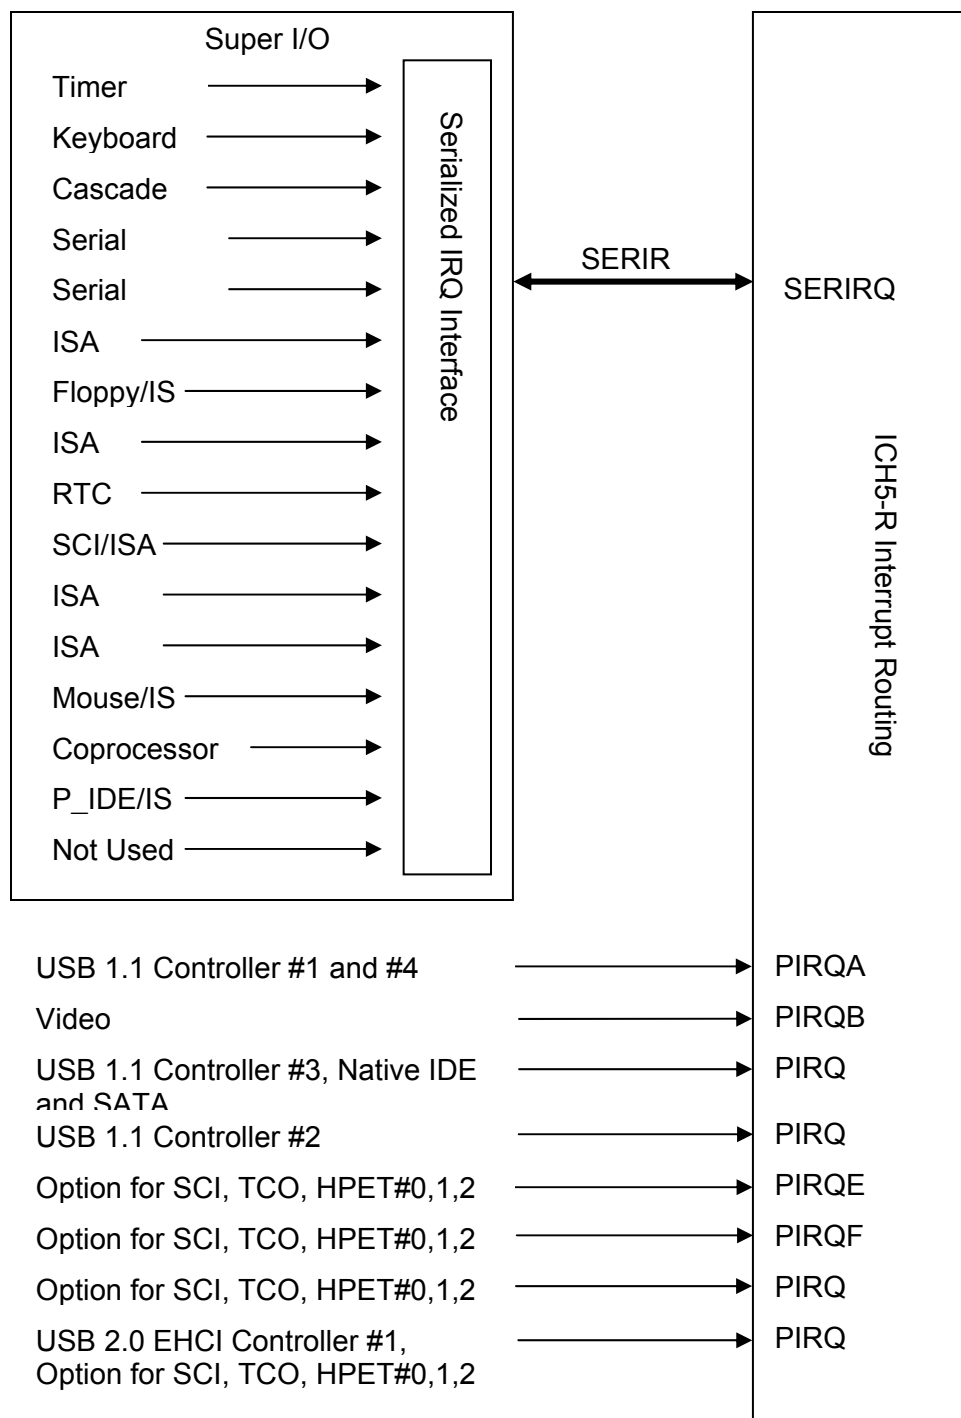 Super I/O
Timer
Keyboard
Cascade
Serial
Serial
ISA
Floppy/IS
ISA
RTC
SCI/ISA
ISA
ISA
Mouse/IS
Coprocessor
P_IDE/IS
Not Used
Serialized IRQ Interface
SERIR
SERIRQ
ICH5-R Interrupt Routing
USB 1.1 Controller #1 and #4
PIRQA
Video
PIRQB
USB 1.1 Controller #3, Native IDE
and SATA
PIRQ
USB 1.1 Controller #2
PIRQ
Option for SCI, TCO, HPET#0,1,2
PIRQE
Option for SCI, TCO, HPET#0,1,2
PIRQF
Option for SCI, TCO, HPET#0,1,2
PIRQ
USB 2.0 EHCI Controller #1,
Option for SCI, TCO, HPET#0,1,2
PIRQ